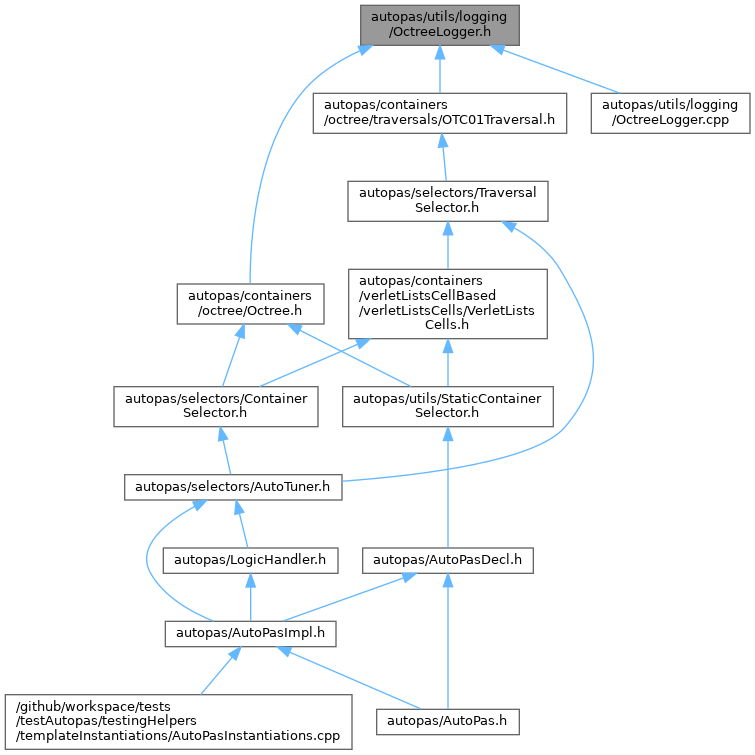 autopas/utils/logging
/OctreeLogger.h
autopas/containers
/octree/traversals/OTC01Traversal.h
autopas/utils/logging
/OctreeLogger.cpp
autopas/selectors/Traversal
Selector.h
autopas/containers
/octree/Octree.h
autopas/containers
/verletListsCellBased
/verletListsCells/VerletLists
Cells.h
autopas/selectors/Container
Selector.h
autopas/utils/StaticContainer
Selector.h
autopas/selectors/AutoTuner.h
autopas/LogicHandler.h
autopas/AutoPasDecl.h
autopas/AutoPasImpl.h
/github/workspace/tests
/testAutopas/testingHelpers
/templateInstantiations/AutoPasInstantiations.cpp
autopas/AutoPas.h